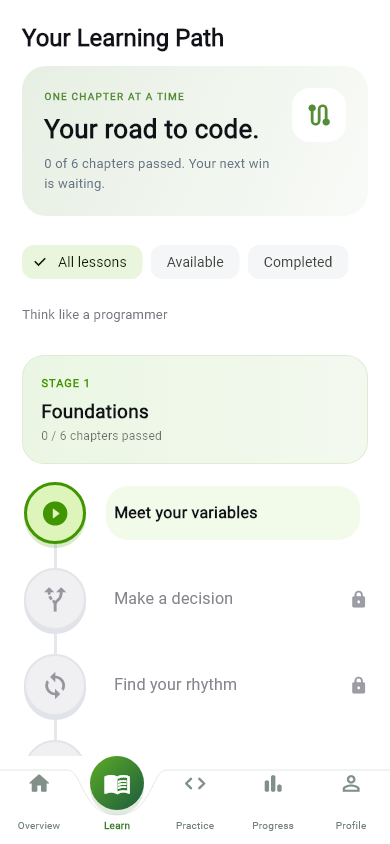 Your Learning Path
ONE CHAPTER AT A TIME
Your road to code.
0 of 6 chapters passed. Your next win
is waiting.
All lessons
Available
Completed
Think like a programmer
STAGE 1
Foundations
0 / 6 chapters passed
Meet your variables
Make a decision
Find your rhythm
Overview
Learn
Practice
Progress
Profile